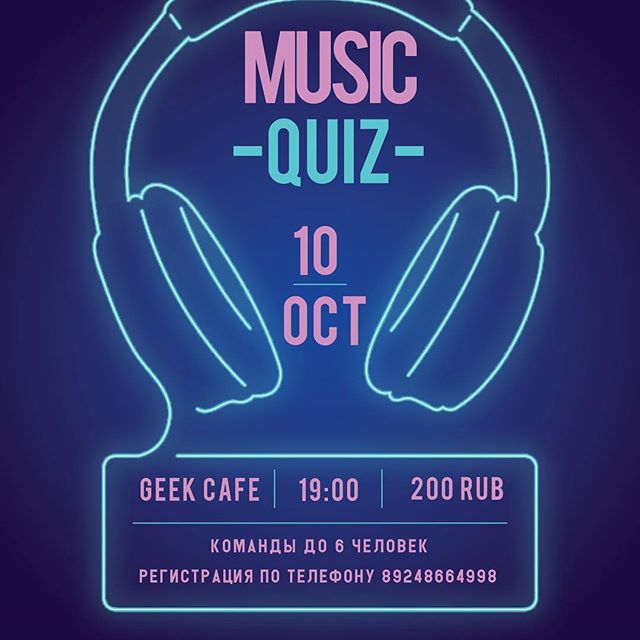 MUSIC
-QUIZ-
10
OCT
GEEK CAFE | 19:00 | 200 RUB
КОМАНДЫ ДО 6 ЧЕЛОВЕК
РЕГИСТРАЦИЯ ПО ТЕЛЕФОНУ 89248664998